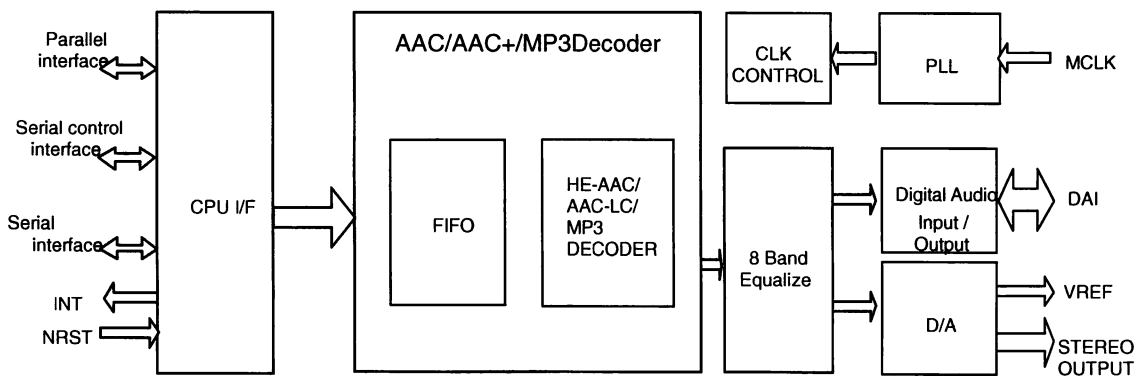 Parallel
interface
Serial control
interface
Serial
interface
INT
NRST
CPU I/F
AAC/AAC+/MP3Decoder
FIFO
HE-AAC/
AAC-LC/
MP3
DECODER
8 Band
Equalize
CLK
CONTROL
PLL
MCLK
Digital Audio
Input /
Output
DAI
D/A
VREF
STEREO
OUTPUT